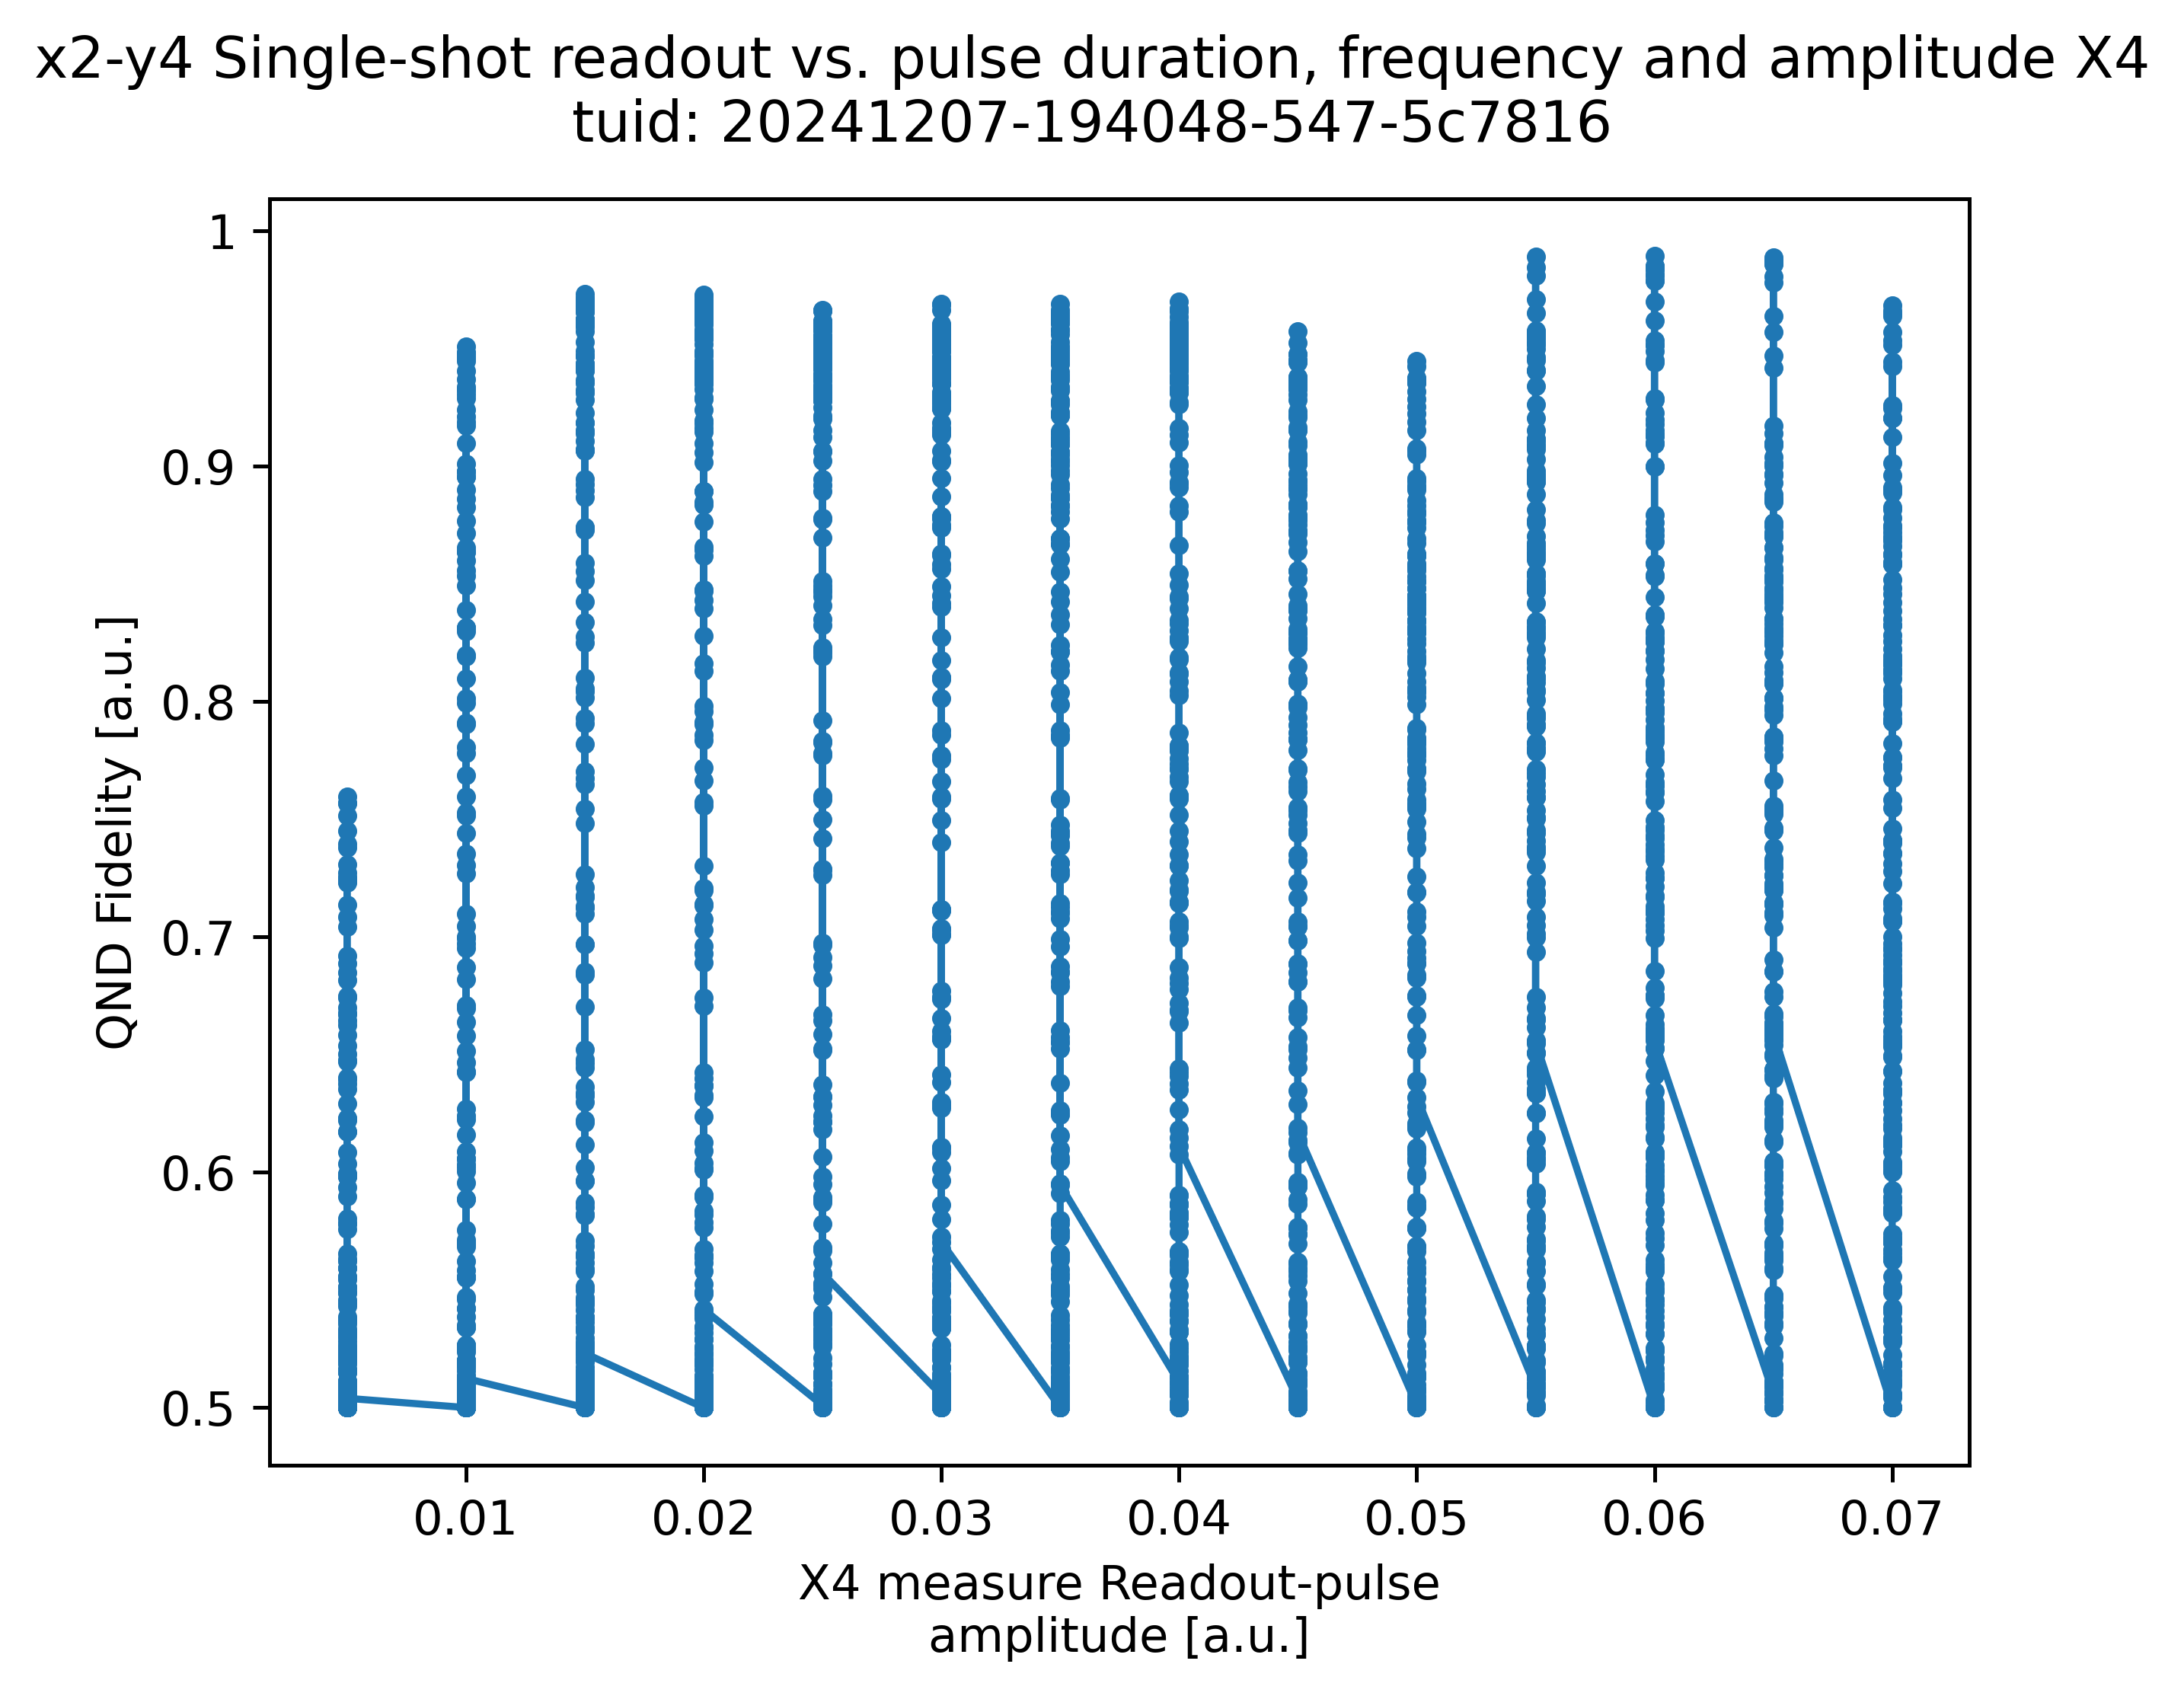 x2-y4 Single-shot readout vs. pulse duration, frequency and amplitude X4
tuid: 20241207-194048-547-5c7816
1
0.9
0.8
0.7
0.6
0.5
QND Fidelity [a.u.]
0.01 0.02 0.03 0.04 0.05 0.06 0.07
X4 measure Readout-pulse
amplitude [a.u.]